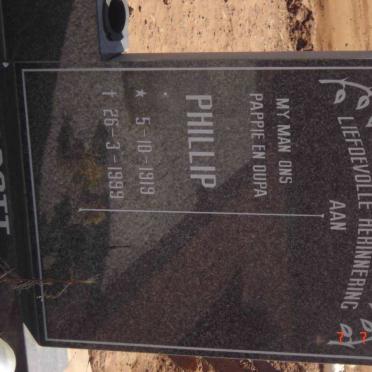 LIEFDEVOLLE HERINNERING
AAN
MY MAN ONS
PAPPIE EN OUPA
PHILLIP
★ 5-10-1919
† 26-3-1999